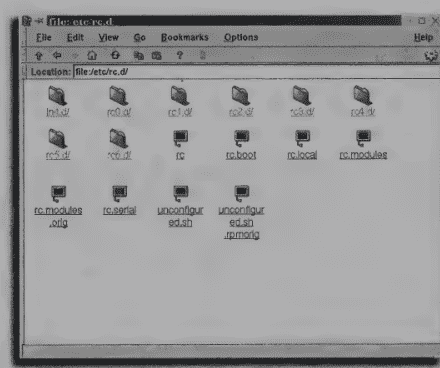 file: etc rc.d
File Edit View Go Bookmarks Options Help
Location: file:/etc/rc.d/
init.d/ rc0.d/ rc1.d/ rc2.d/ rc3.d/ rc4.d/
rc5.d/ rc6.d/ rc rc.boot rc.local rc.modules
rc.modules rc.serial unconfigur unconfigur
.orig ed.sh ed.sh
.rpmorig